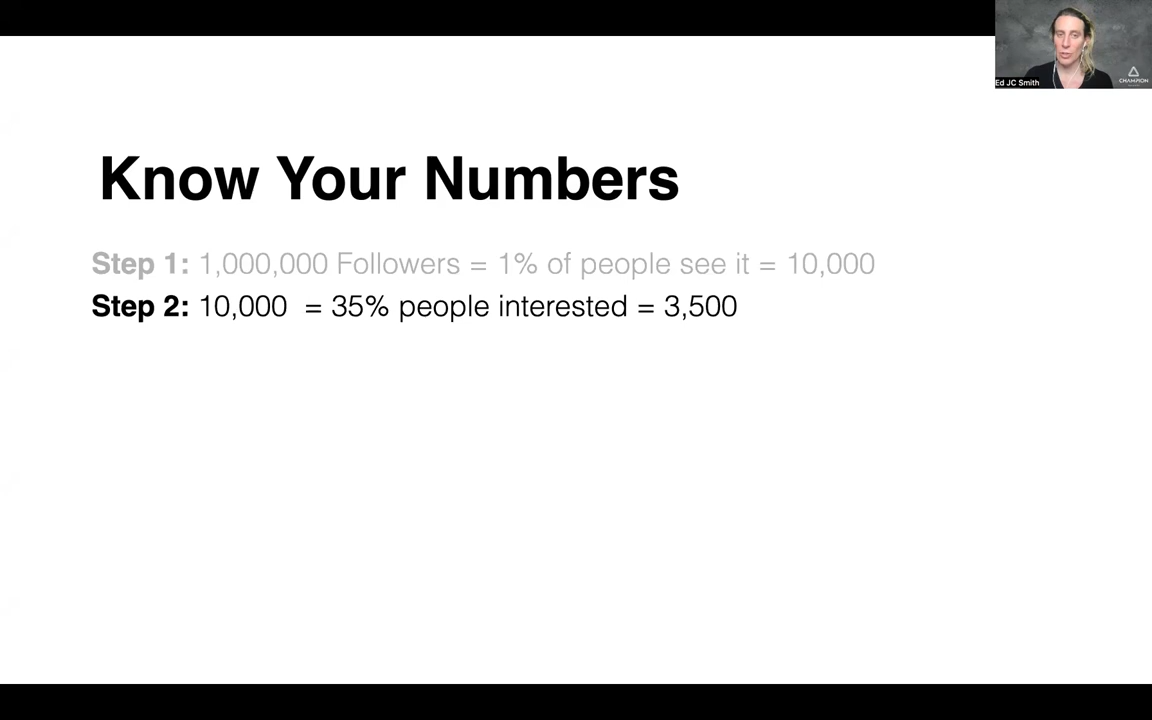 Ed JC Smith
CHAMPION
Know Your Numbers
Step 1: 1,000,000 Followers = 1% of people see it = 10,000
Step 2: 10,000 = 35% people interested = 3,500